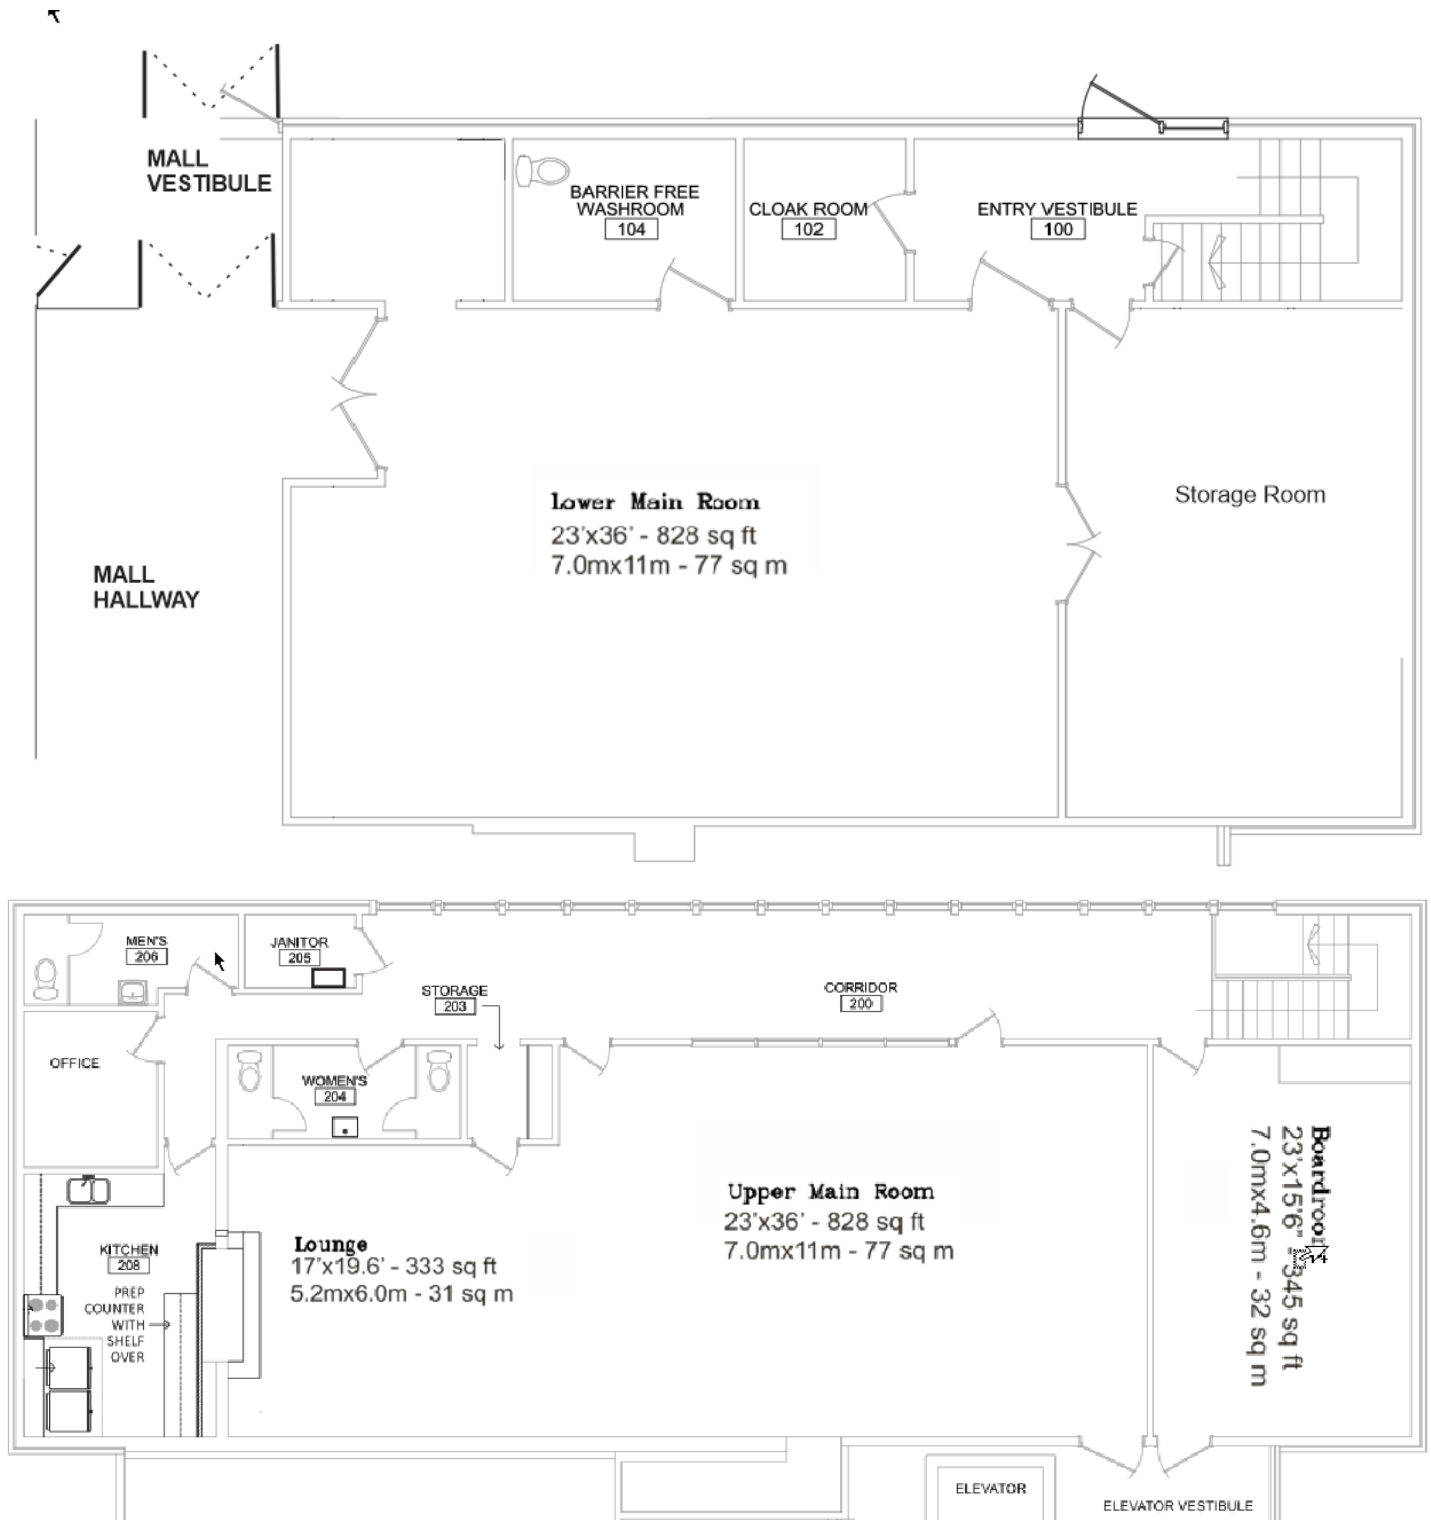 MALL
VESTIBULE
BARRIER FREE
WASHROOM
104
CLOAK ROOM
102
ENTRY VESTIBULE
100
Lower Main Room
23'x36' - 828 sq ft
7.0mx11m - 77 sq m
Storage Room
MALL
HALLWAY
MEN'S
206
JANITOR
205
STORAGE
203
CORRIDOR
200
OFFICE
WOMEN'S
204
Upper Main Room
23'x36' - 828 sq ft
7.0mx11m - 77 sq m
Boardroom
23'x15'6" - 345 sq ft
7.0mx4.6m - 32 sq m
Lounge
17'x19.6' - 333 sq ft
5.2mx6.0m - 31 sq m
KITCHEN
208
PREP
COUNTER
WITH
SHELF
OVER
ELEVATOR
ELEVATOR VESTIBULE